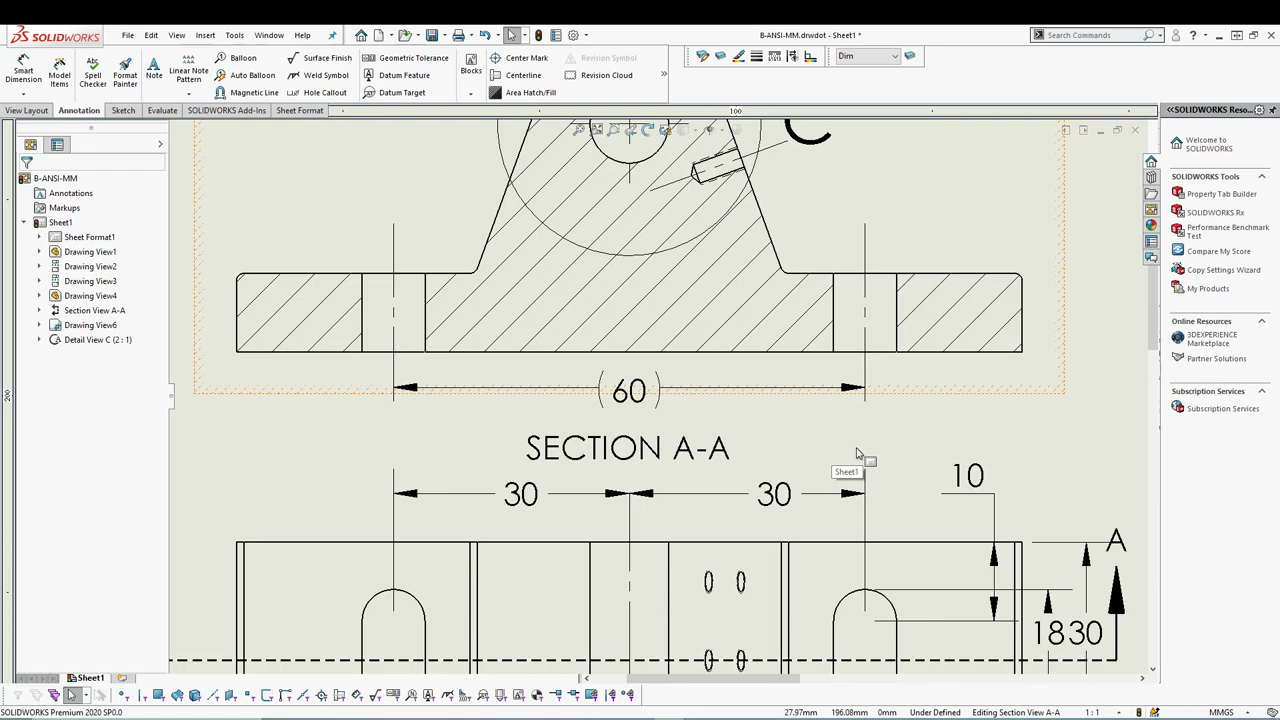 SOLIDWORKS
File Edit View Insert Tools Window Help
B-ANSI-MM.drwdot - Sheet1 *
Search Commands
Smart Dimension
Model Items
Spell Checker
Format Painter
Note
Linear Note Pattern
Balloon
Auto Balloon
Magnetic Line
Surface Finish
Weld Symbol
Hole Callout
Geometric Tolerance
Datum Feature
Datum Target
Blocks
Center Mark
Centerline
Area Hatch/Fill
Revision Symbol
Revision Cloud
Dim
View Layout Annotation Sketch Evaluate SOLIDWORKS Add-Ins Sheet Format
100
200
B-ANSI-MM
Annotations
Markups
Sheet1
Sheet Format1
Drawing View1
Drawing View2
Drawing View3
Drawing View4
Section View A-A
Drawing View6
Detail View C (2 : 1)
C
(60)
SECTION A-A
Sheet1
30 30 10
A
18 30
SOLIDWORKS Reso...
Welcome to SOLIDWORKS
SOLIDWORKS Tools
Property Tab Builder
SOLIDWORKS Rx
Performance Benchmark Test
Compare My Score
Copy Settings Wizard
My Products
Online Resources
3DEXPERIENCE Marketplace
Partner Solutions
Subscription Services
Subscription Services
Sheet1
SOLIDWORKS Premium 2020 SP0.0
27.97mm 196.08mm 0mm Under Defined Editing Section View A-A 1 : 1 MMGS